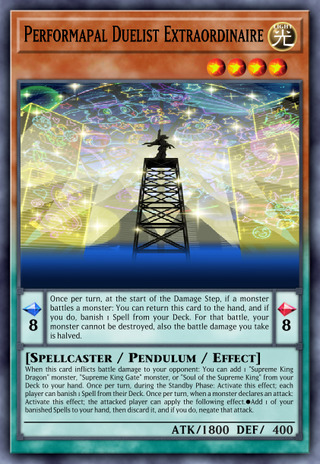 PERFORMAPAL DUELIST EXTRAORDINAIRE
LIGHT
光
Once per turn, at the start of the Damage Step, if a monster
battles a monster: You can return this card to the hand, and if
you do, banish 1 Spell from your Deck. For that battle, your
monster cannot be destroyed, also the battle damage you take
is halved.
8
8
[SPELLCASTER / PENDULUM / EFFECT]
When this card inflicts battle damage to your opponent: You can add 1 "Supreme King
Dragon" monster, "Supreme King Gate" monster, or "Soul of the Supreme King" from your
Deck to your hand. Once per turn, during the Standby Phase: Activate this effect; each
player can banish 1 Spell from their Deck. Once per turn, when a monster declares an attack:
Activate this effect; the attacked player can apply the following effect.●Add 1 of your
banished Spells to your hand, then discard it, and if you do, negate that attack.
ATK/1800 DEF/ 400